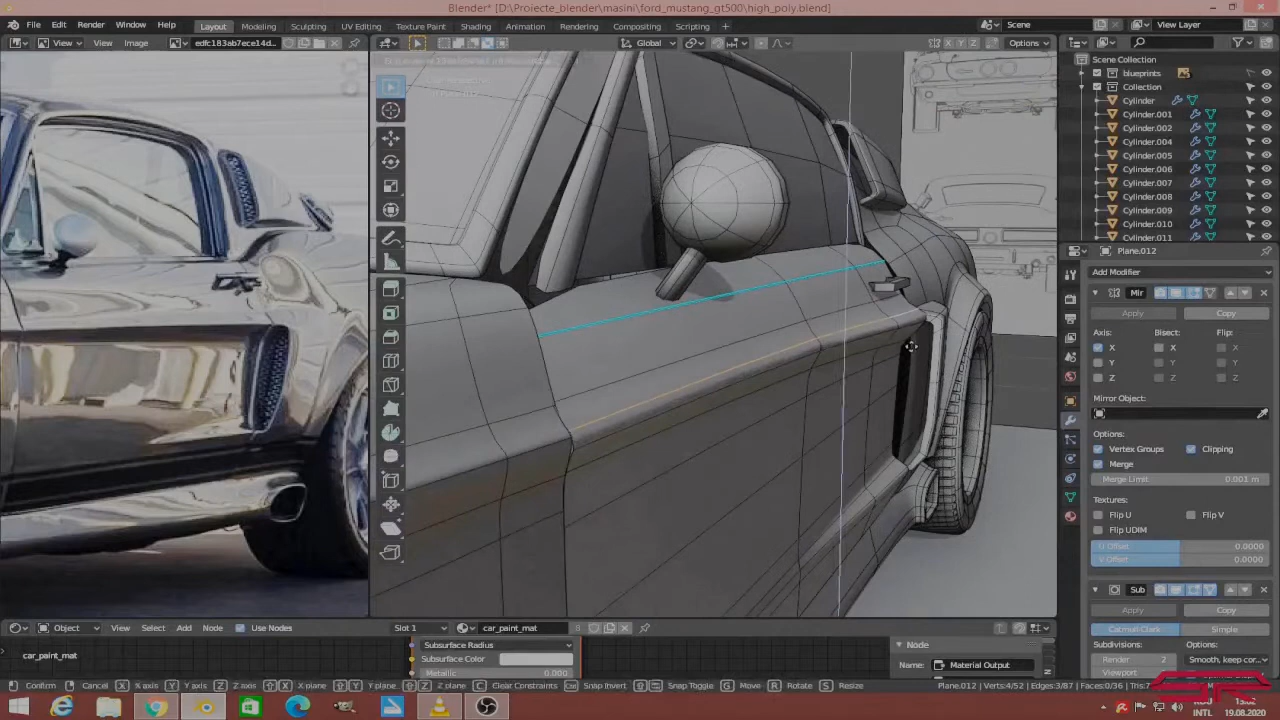 Blender* [D:\Proiecte_blender\masini\ford_mustang_gt500\high_poly.blend]
File Edit Render Window Help Layout Modeling Sculpting UV Editing Texture Paint Shading Animation Rendering Compositing Scripting + Scene View Layer
View View Image edfc183ab7ece14d... Global X Y Z Options
Scene Collection
blueprints
Collection
Cylinder
Cylinder.001
Cylinder.002
Cylinder.004
Cylinder.005
Cylinder.006
Cylinder.007
Cylinder.008
Cylinder.009
Cylinder.010
Cylinder.011
Plane.012
Add Modifier
Mir
Apply Copy
Axis: Bisect: Flip:
X X X
Y Y Y
Z Z Z
Mirror Object:
Options:
Vertex Groups Clipping
Merge
Merge Limit 0.001 m
Textures:
Flip U Flip V
Flip UDIM
U Offset 0.0000
V Offset 0.0000
Sub
Apply Copy
Catmull-Clark Simple
Subdivisions: Options:
Render 2 Smooth, keep cor...
Viewport
Object View Select Add Node Use Nodes Slot 1 car_paint_mat 8
car_paint_mat
Subsurface Radius
Subsurface Color
Metallic 0.000
Node
Name: Material Output
Confirm Cancel X X axis Y Y axis Z Z axis X X plane Y Y plane Z Z plane C Clear Constraints Snap Invert Snap Toggle G Move R Rotate S Resize
Plane.012 | Verts:4/52 | Edges:3/87 | Faces:0/36
INTL 19.08.2020